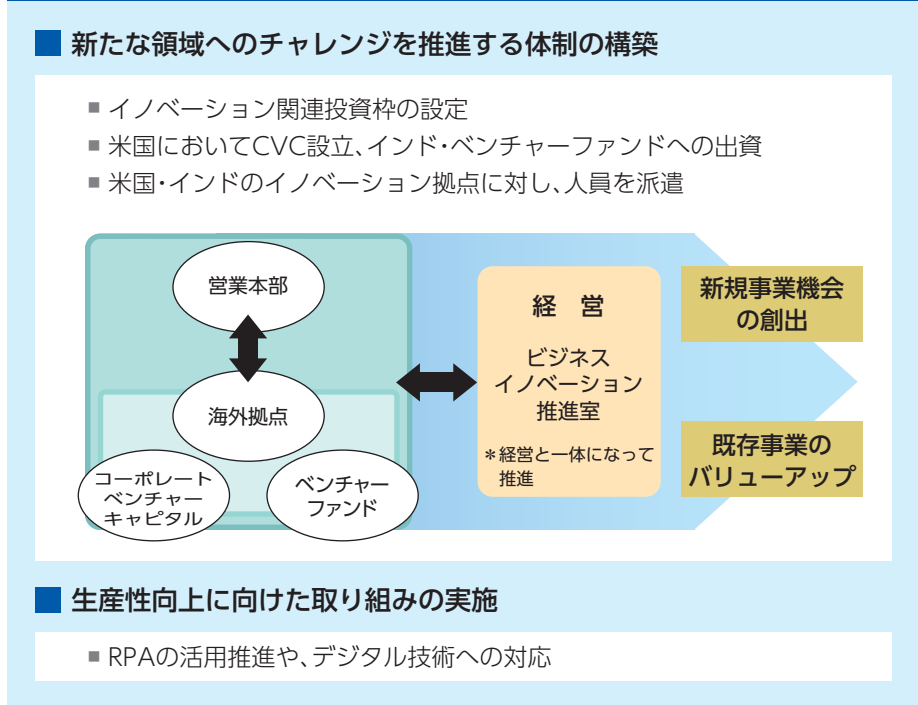 新たな領域へのチャレンジを推進する体制の構築
イノベーション関連投資枠の設定
米国においてCVC設立、インド・ベンチャーファンドへの出資
米国・インドのイノベーション拠点に対し、人員を派遣
営業本部
海外拠点
コーポレート
ベンチャー
キャピタル
ベンチャー
ファンド
経 営
ビジネス
イノベーション
推進室
＊経営と一体になって
推進
新規事業機会
の創出
既存事業の
バリューアップ
生産性向上に向けた取り組みの実施
RPAの活用推進や、デジタル技術への対応